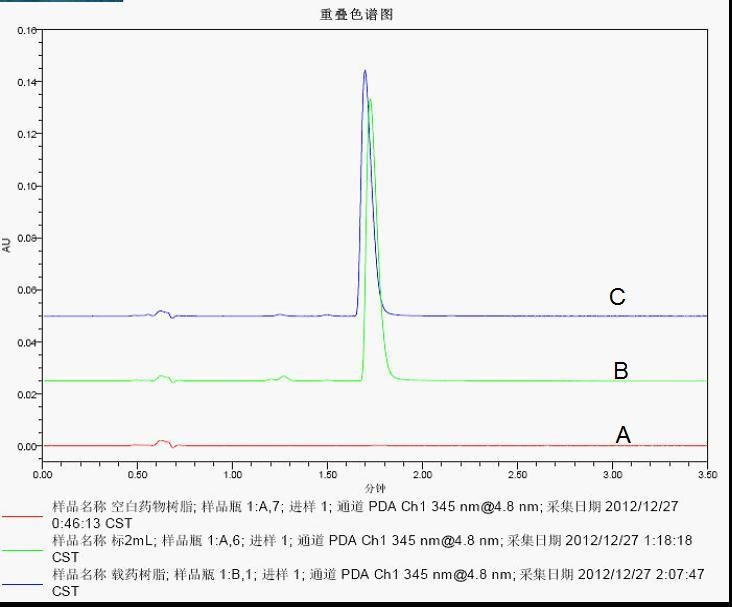 重叠色谱图
0.16
0.14
0.12
0.10
0.08
0.06
0.04
0.02
0.00
AU
C
B
A
0.00 0.50 1.00 1.50 2.00 2.50 3.00 3.50
分钟
样品名称 空白药物树脂; 样品瓶 1:A,7; 进样 1; 通道 PDA Ch1 345 nm@4.8 nm; 采集日期 2012/12/27
0:46:13 CST
样品名称 标2mL; 样品瓶 1:A,6; 进样 1; 通道 PDA Ch1 345 nm@4.8 nm; 采集日期 2012/12/27 1:18:18
CST
样品名称 载药树脂; 样品瓶 1:B,1; 进样 1; 通道 PDA Ch1 345 nm@4.8 nm; 采集日期 2012/12/27 2:07:47
CST